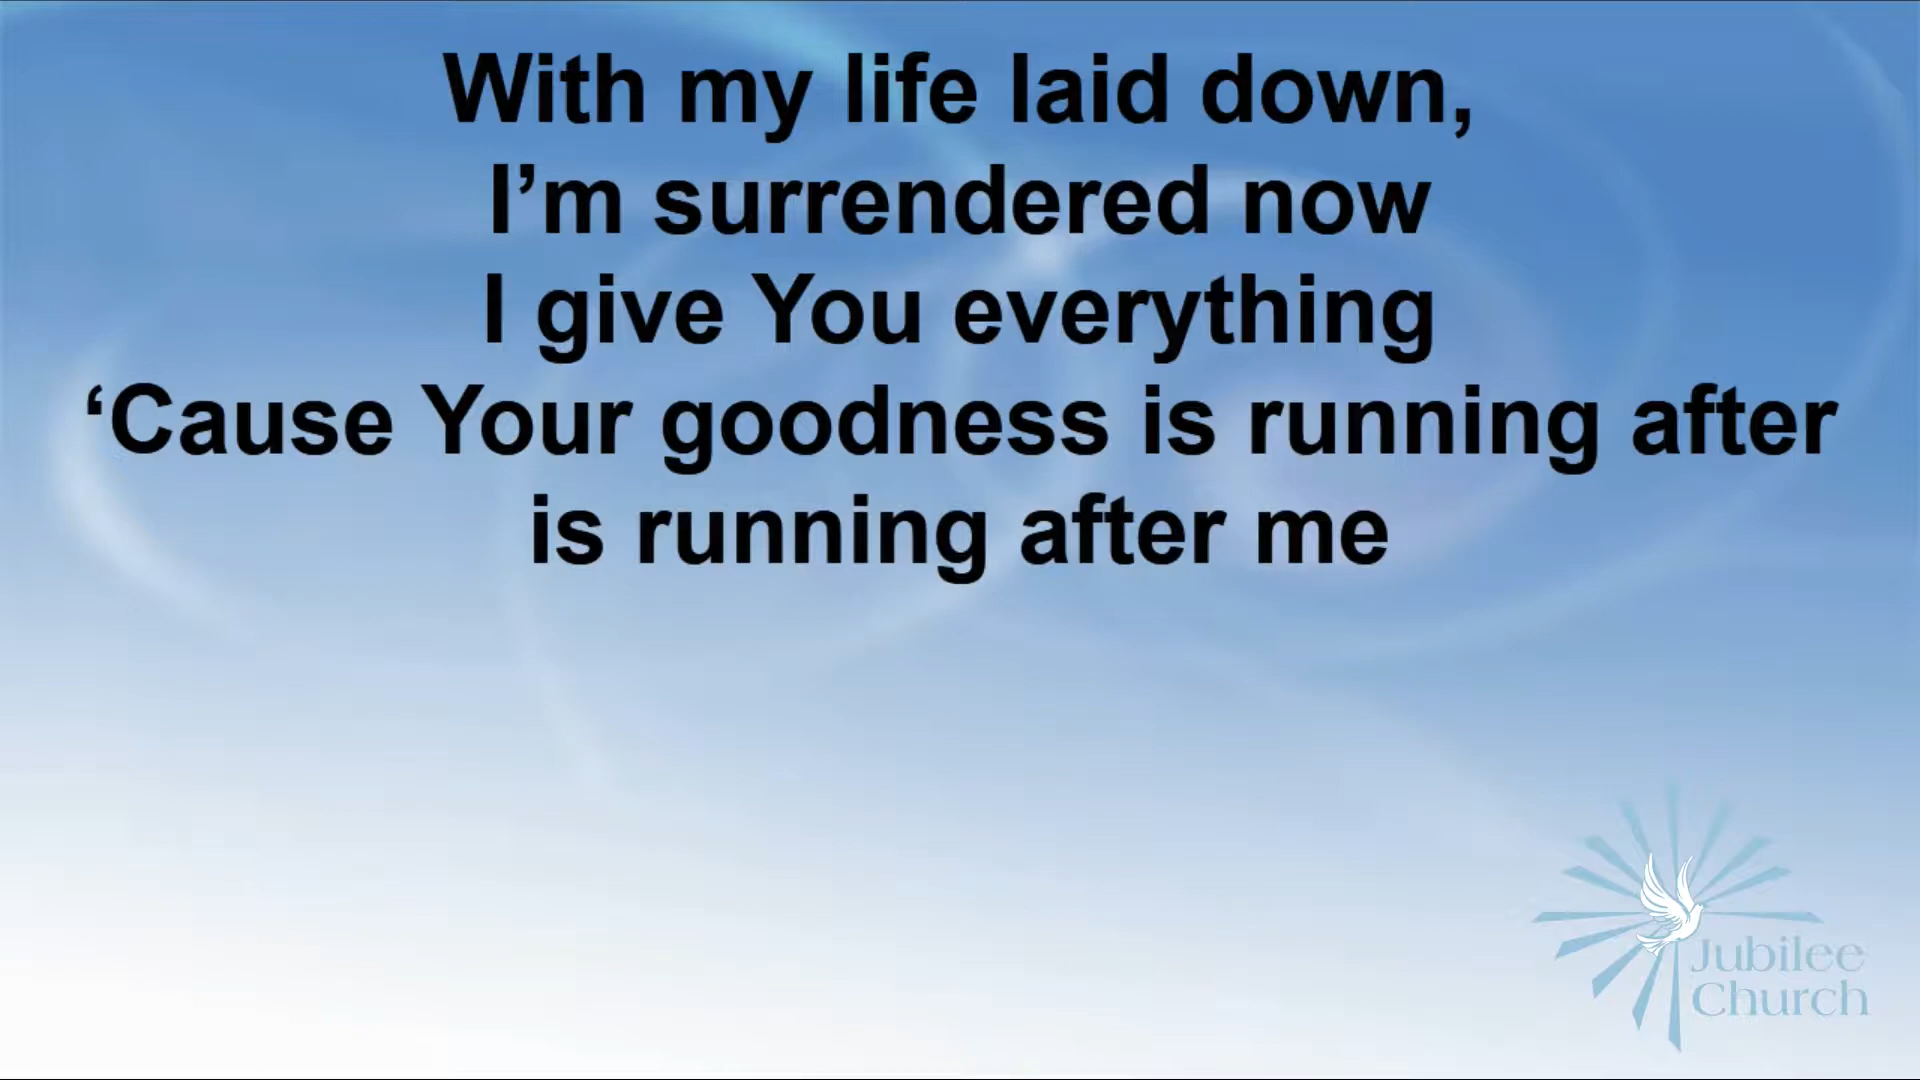 With my life laid down,
I’m surrendered now
I give You everything
‘Cause Your goodness is running after
is running after me
Jubilee
Church